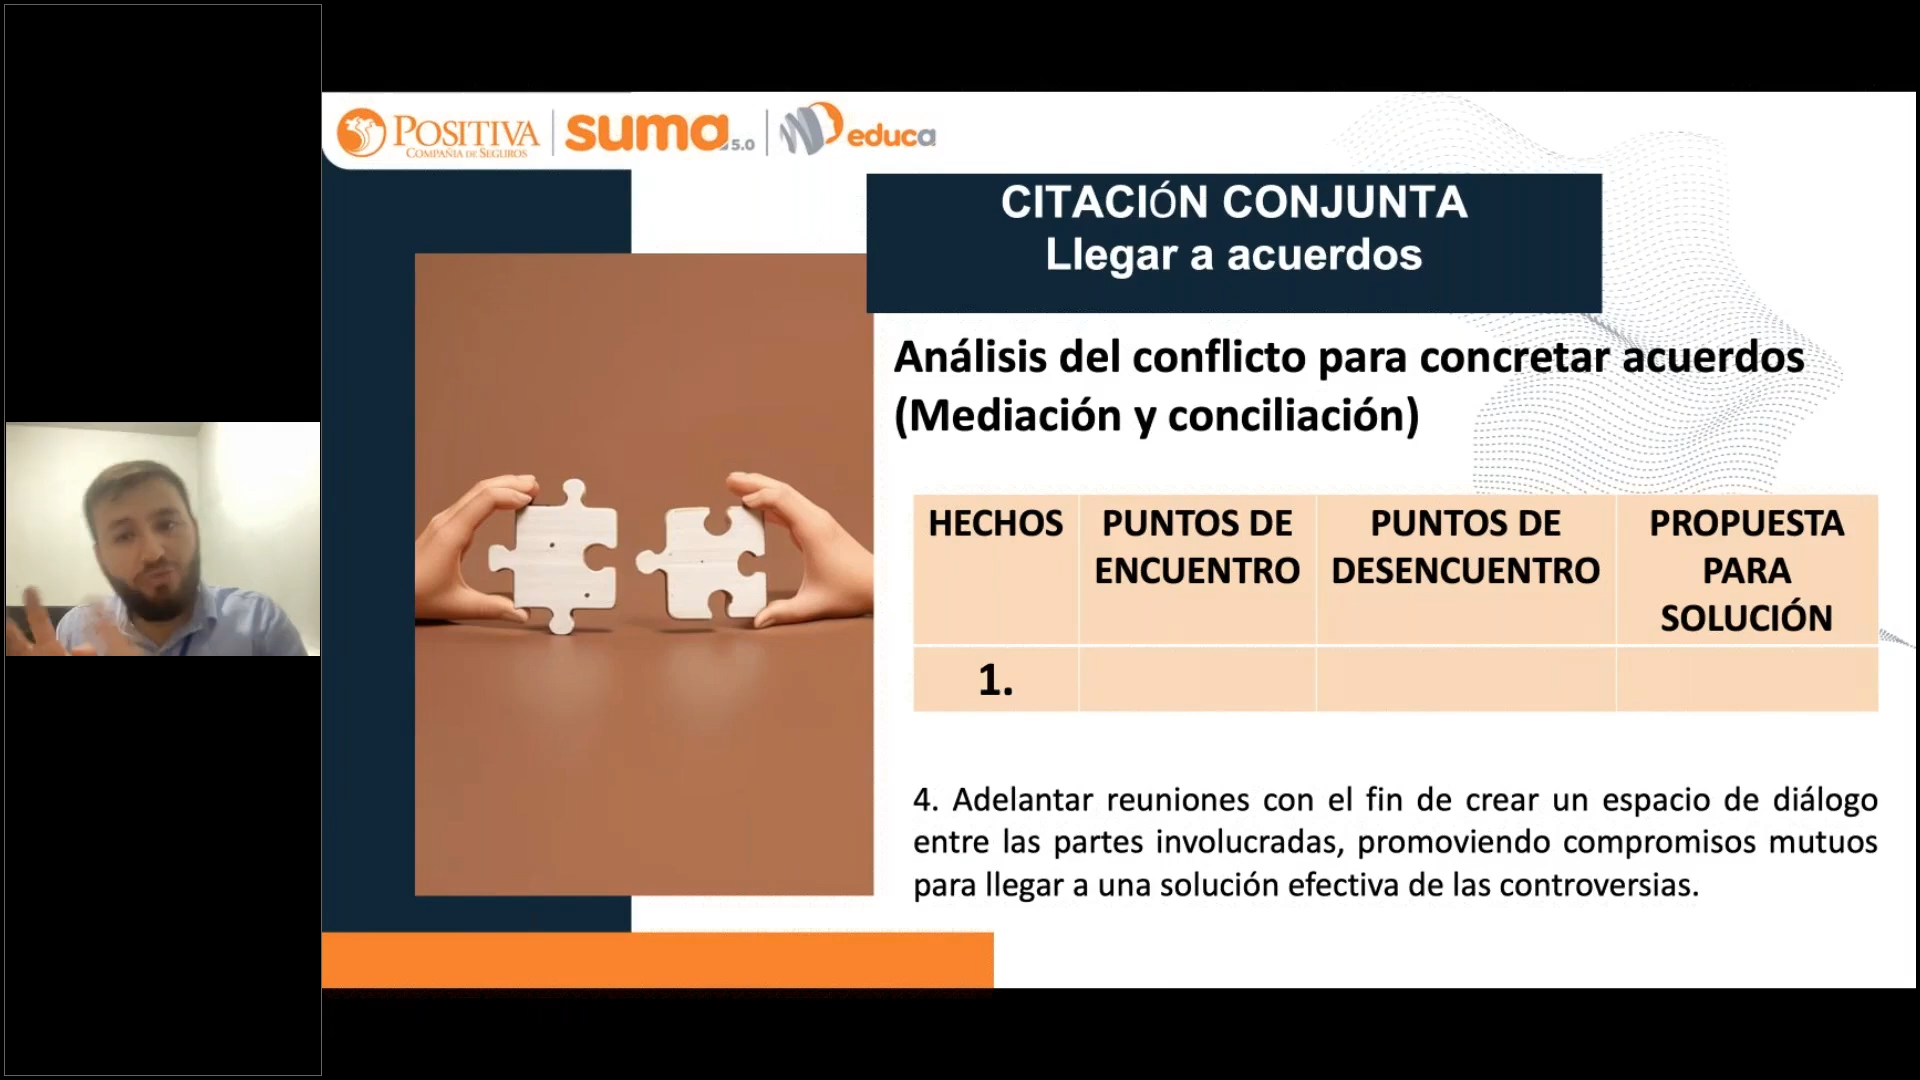 POSITIVA
COMPAÑIA DE SEGUROS
suma 5.0
educa
CITACIÓN CONJUNTA
Llegar a acuerdos
Análisis del conflicto para concretar acuerdos
(Mediación y conciliación)
HECHOS
PUNTOS DE
ENCUENTRO
PUNTOS DE
DESENCUENTRO
PROPUESTA
PARA
SOLUCIÓN
1.
4. Adelantar reuniones con el fin de crear un espacio de diálogo
entre las partes involucradas, promoviendo compromisos mutuos
para llegar a una solución efectiva de las controversias.